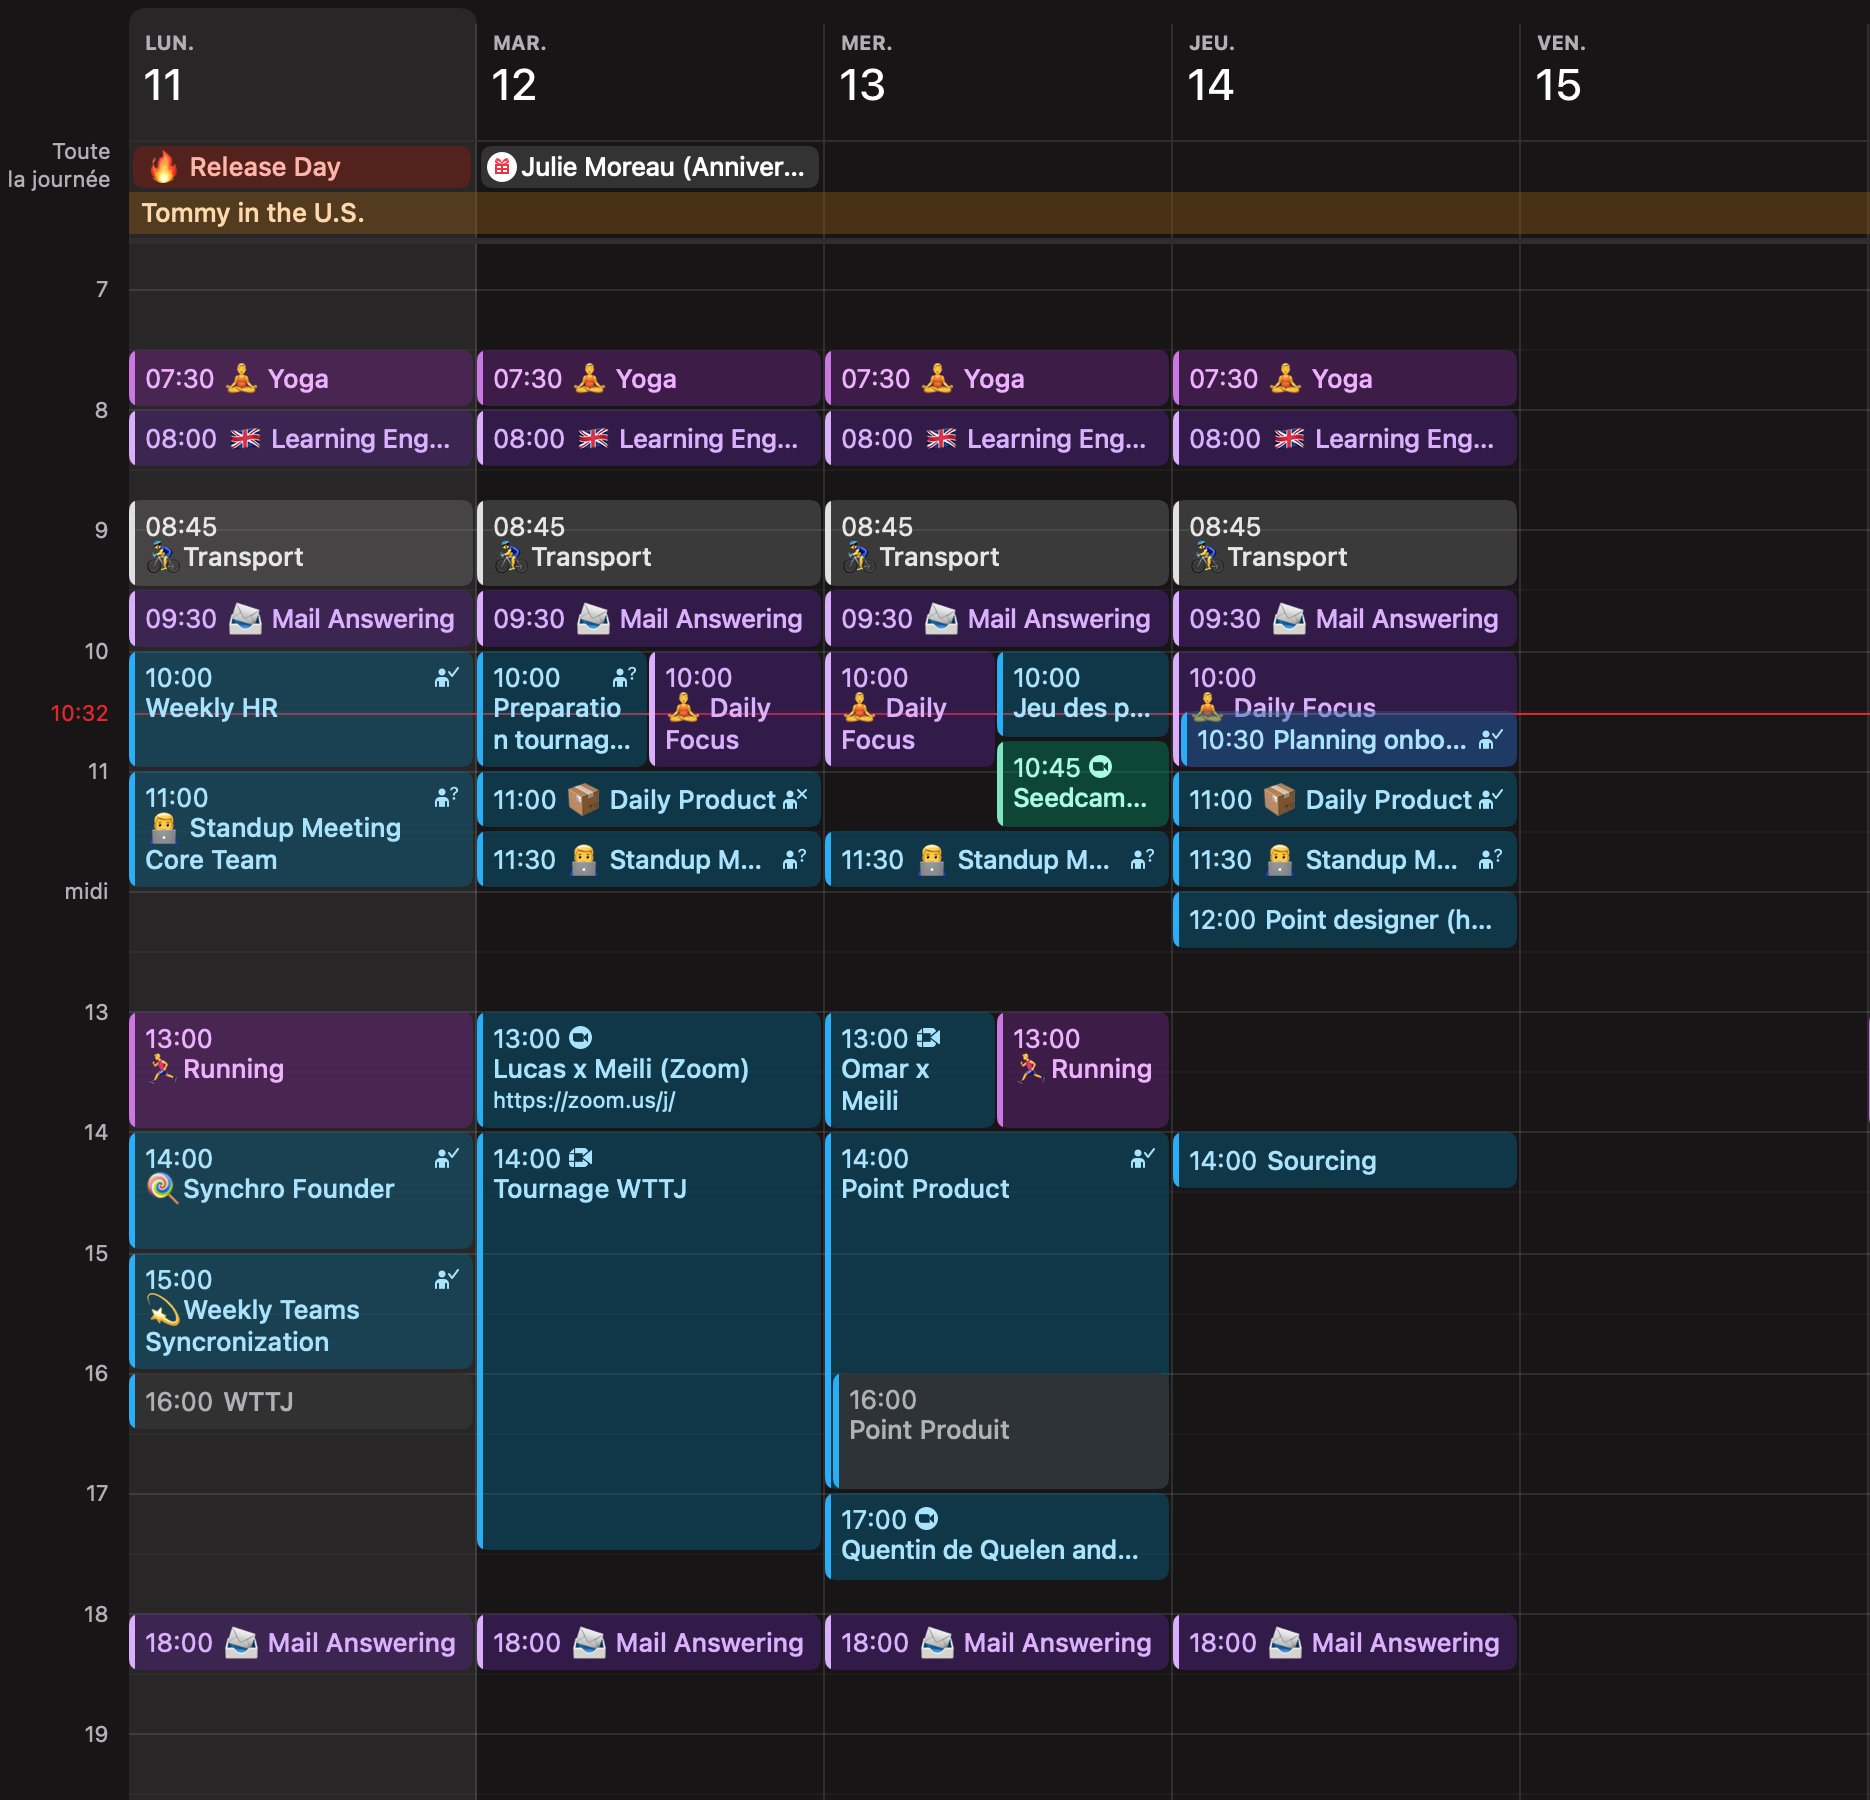 LUN.
11
MAR.
12
MER.
13
JEU.
14
VEN.
15
Toute
la journée
Release Day
Julie Moreau (Anniver...
Tommy in the U.S.
7
8
9
10
10:32
11
midi
13
14
15
16
17
18
19
07:30 Yoga
08:00 Learning Eng...
08:45
Transport
09:30 Mail Answering
10:00
Weekly HR
11:00
Standup Meeting
Core Team
13:00
Running
14:00
Synchro Founder
15:00
Weekly Teams
Syncronization
16:00 WTTJ
18:00 Mail Answering
07:30 Yoga
08:00 Learning Eng...
08:45
Transport
09:30 Mail Answering
10:00
Preparatio
n tournag...
10:00
Daily
Focus
11:00 Daily Product
11:30 Standup M...
13:00
Lucas x Meili (Zoom)
https://zoom.us/j/
14:00
Tournage WTTJ
18:00 Mail Answering
07:30 Yoga
08:00 Learning Eng...
08:45
Transport
09:30 Mail Answering
10:00
Daily
Focus
10:00
Jeu des p...
10:45
Seedcam...
11:30 Standup M...
13:00
Omar x
Meili
13:00
Running
14:00
Point Product
16:00
Point Produit
17:00
Quentin de Quelen and...
18:00 Mail Answering
07:30 Yoga
08:00 Learning Eng...
08:45
Transport
09:30 Mail Answering
10:00
Daily Focus
10:30 Planning onbo...
11:00 Daily Product
11:30 Standup M...
12:00 Point designer (h...
14:00 Sourcing
18:00 Mail Answering